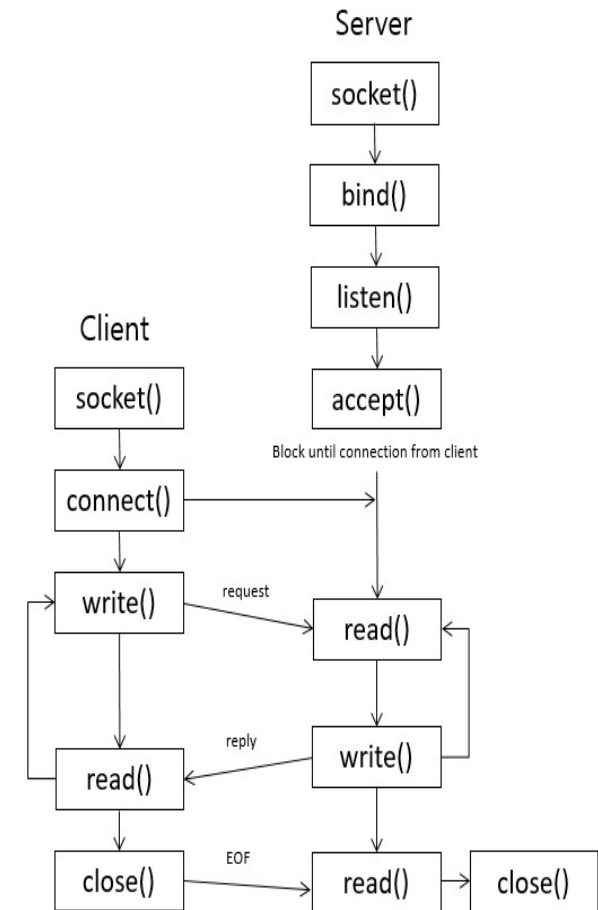 Server
socket()
bind()
listen()
Client
socket()
accept()
Block until connection from client
connect()
write()
request
read()
reply
write()
read()
close()
EOF
read()
close()